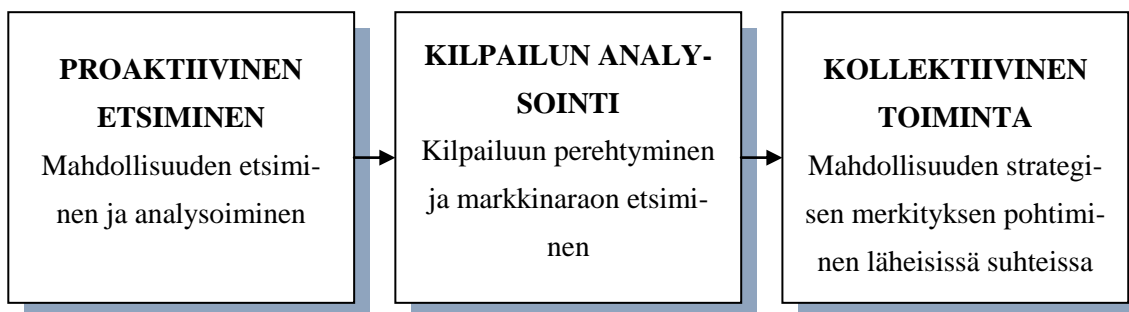 PROAKTIIVINEN
ETSIMINEN
Mahdollisuuden etsimi-
nen ja analysoiminen
KILPAILUN ANALY-
SOINTI
Kilpailuun perehtyminen
ja markkinaraon etsimi-
nen
KOLLEKTIIVINEN
TOIMINTA
Mahdollisuuden strategi-
sen merkityksen pohtimi-
nen läheisissä suhteissa